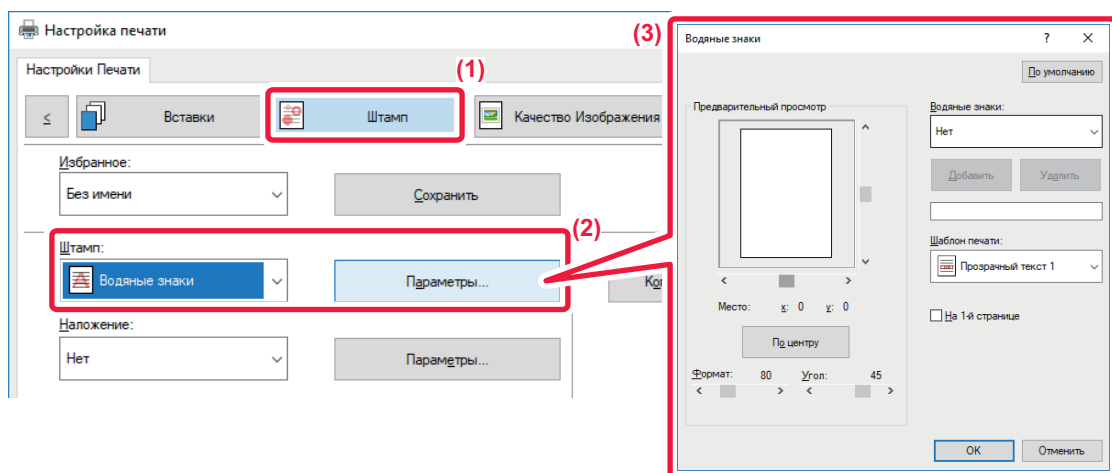 Настройка печати
Настройки Печати
(1)
< Вставки Штамп Качество Изображения
Избранное:
Без имени Сохранить
(2)
Штамп:
Водяные знаки Параметры...
Наложение:
Нет Параметры...
(3)
Водяные знаки ? ×
По умолчанию
Предварительный просмотр
Место: x: 0 y: 0
По центру
Формат: 80 Угол: 45
Водяные знаки:
Нет
Добавить Удалить
Шаблон печати:
Прозрачный текст 1
На 1-й странице
OK Отменить